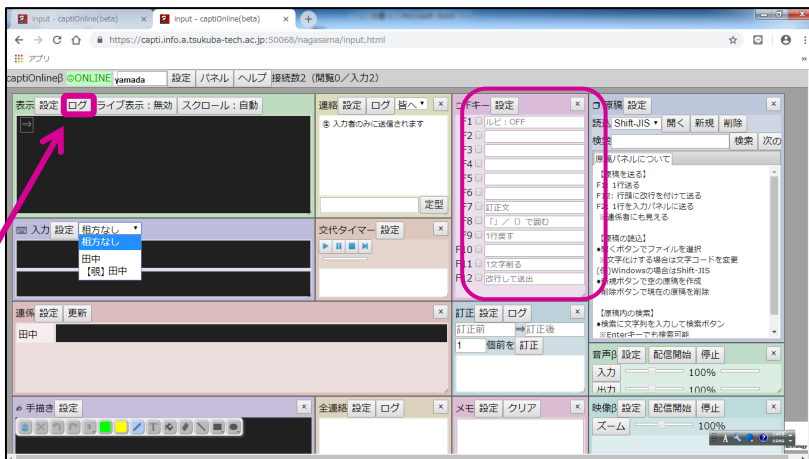 input - captiOnline(beta) × input - captiOnline(beta) × +
https://capti.info.a.tsukuba-tech.ac.jp:50068/nagasama/input.html
アプリ »
captiOnlineβ ☺ONLINE yamada 設定 パネル ヘルプ 接続数2（閲覧0／入力2）
表示 設定 ログ ライブ表示：無効 スクロール：自動
連絡 設定 ログ 皆へ ×
入力者のみに送信されます
定型
Fキー 設定 ×
F1 ルビ：OFF
F2
F3
F4
F5
F6
F7 訂正文
F8 「」／（）で囲む
F9 1行戻す
F10
F11 1文字削る
F12 改行して送出
原稿 設定 ×
読込 Shift-JIS 開く 新規 削除
検索 検索 次の
原稿パネルについて
【原稿を送る】
F1: 1行送る
F12: 行頭に改行を付けて送る
F2: 1行を入力パネルに送る
※連係者にも見える
【原稿の読込】
●開くボタンでファイルを選択
※文字化けする場合は文字コードを変更
(例)Windowsの場合はShift-JIS
●新規ボタンで空の原稿を作成
●削除ボタンで現在の原稿を削除
【原稿内の検索】
●検索に文字列を入力して検索ボタン
※Enterキーでも検索可能
入力 設定 相方なし
相方なし
田中
【覗】田中
交代タイマー 設定 ×
連係 設定 更新 ×
田中
訂正 設定 ログ ×
訂正前 ➡ 訂正後
1 個前を 訂正
音声β 設定 配信開始 停止 ×
入力 100%
出力 100%
手描き 設定 ×
全連絡 設定 ログ ×
メモ 設定 クリア ×
映像β 設定 配信開始 停止 ×
ズーム 100%